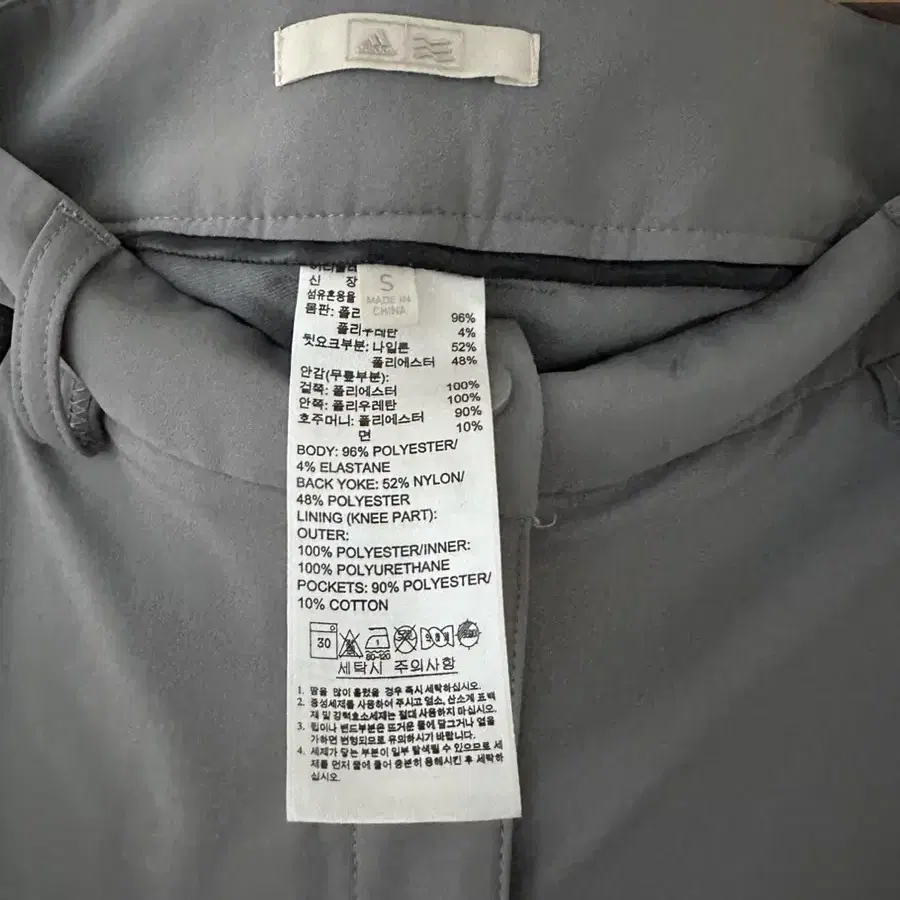 adidas
S
MADE IN
CHINA
신 장
섬유혼용율
몸판: 폴리 96%
폴리우레탄 4%
뒷요크부분: 나일론 52%
폴리에스터 48%
안감(무릎부분):
겉쪽: 폴리에스터 100%
안쪽: 폴리우레탄 100%
호주머니: 폴리에스터 90%
면 10%
BODY: 96% POLYESTER/
4% ELASTANE
BACK YOKE: 52% NYLON/
48% POLYESTER
LINING (KNEE PART):
OUTER:
100% POLYESTER/INNER:
100% POLYURETHANE
POCKETS: 90% POLYESTER/
10% COTTON
30
80-120
세탁시 주의사항
1. 땀을 많이 흘렸을 경우 즉시 세탁하십시오.
2. 중성세제를 사용하여 주시고 염소, 산소계 표백
제 및 강력효소세제는 절대 사용하지 마십시오.
3. 립이나 밴드부분은 뜨거운 물에 담그거나 열을
가하면 변형되므로 유의하시기 바랍니다.
4. 세제가 닿는 부분이 일부 탈색될 수 있으므로 세
제를 먼저 물에 풀어 충분히 용해시킨 후 세탁하
십시오.